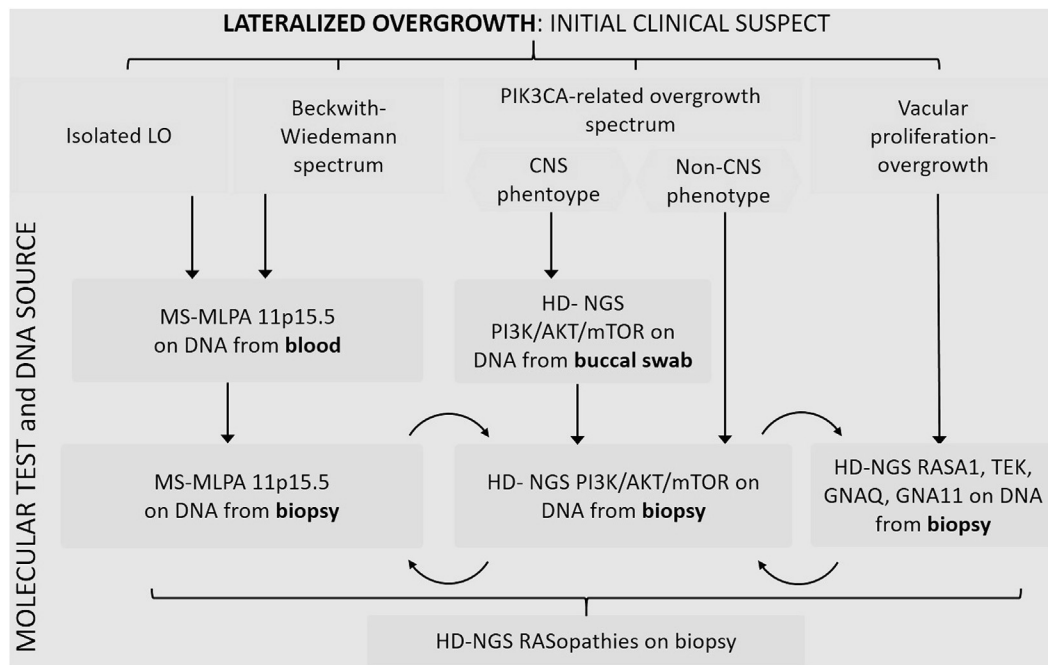 LATERALIZED OVERGROWTH: INITIAL CLINICAL SUSPECT
Isolated LO
Beckwith-
Wiedemann
spectrum
PIK3CA-related overgrowth
spectrum
CNS
phentoype
Non-CNS
phenotype
Vacular
proliferation-
overgrowth
MOLECULAR TEST and DNA SOURCE
MS-MLPA 11p15.5
on DNA from blood
HD- NGS
PI3K/AKT/mTOR on
DNA from buccal swab
MS-MLPA 11p15.5
on DNA from biopsy
HD- NGS PI3K/AKT/mTOR on
DNA from biopsy
HD-NGS RASA1, TEK,
GNAQ, GNA11 on DNA
from biopsy
HD-NGS RASopathies on biopsy